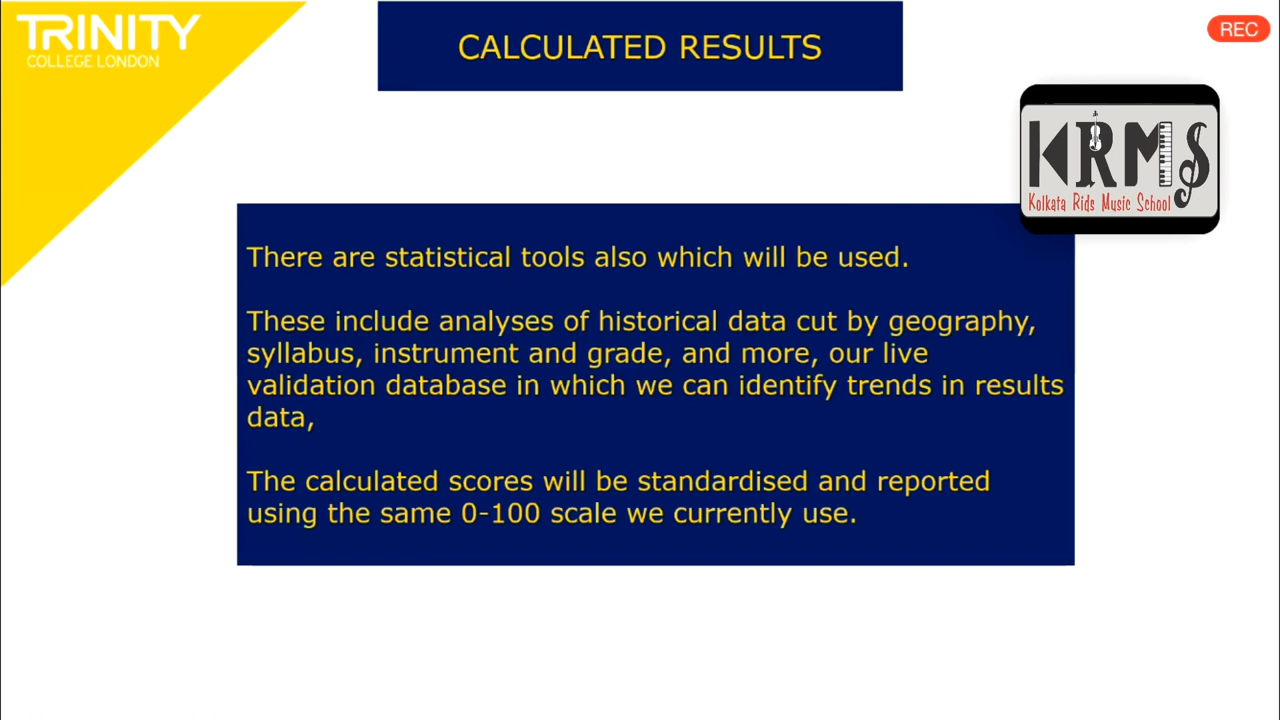 TRINITY
COLLEGE LONDON
CALCULATED RESULTS
REC
KRMS
Kolkata Rids Music School
There are statistical tools also which will be used.
These include analyses of historical data cut by geography,
syllabus, instrument and grade, and more, our live
validation database in which we can identify trends in results
data,
The calculated scores will be standardised and reported
using the same 0-100 scale we currently use.